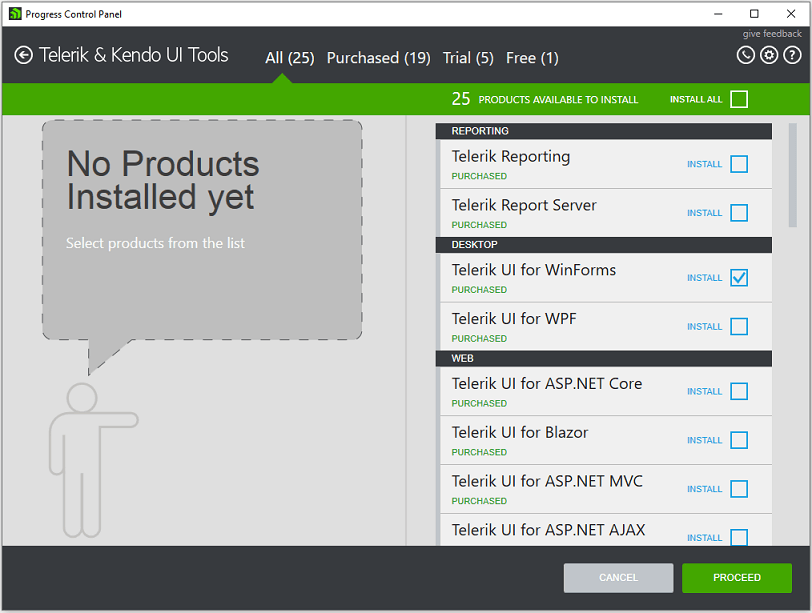 Progress Control Panel
give feedback
Telerik & Kendo UI Tools
All (25) Purchased (19) Trial (5) Free (1)
25 PRODUCTS AVAILABLE TO INSTALL INSTALL ALL
No Products
Installed yet
Select products from the list
REPORTING
Telerik Reporting
PURCHASED
INSTALL
Telerik Report Server
PURCHASED
INSTALL
DESKTOP
Telerik UI for WinForms
PURCHASED
INSTALL
Telerik UI for WPF
PURCHASED
INSTALL
WEB
Telerik UI for ASP.NET Core
PURCHASED
INSTALL
Telerik UI for Blazor
PURCHASED
INSTALL
Telerik UI for ASP.NET MVC
PURCHASED
INSTALL
Telerik UI for ASP.NET AJAX
INSTALL
CANCEL
PROCEED